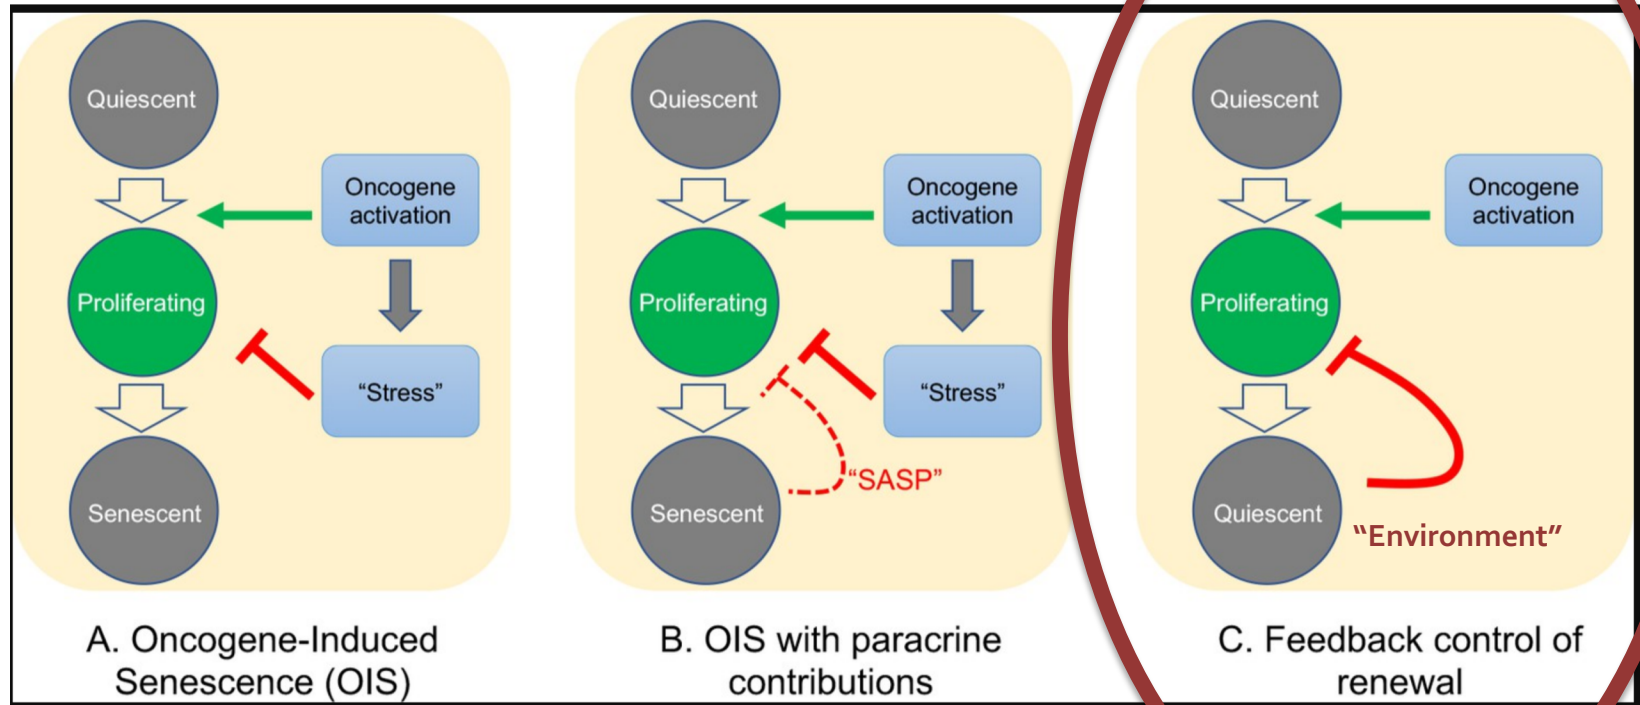 Quiescent
Oncogene
activation
Proliferating
“Stress”
Senescent
A. Oncogene-Induced
Senescence (OIS)
Quiescent
Oncogene
activation
Proliferating
“Stress”
“SASP”
Senescent
B. OIS with paracrine
contributions
Quiescent
Oncogene
activation
Proliferating
Quiescent
“Environment”
C. Feedback control of
renewal